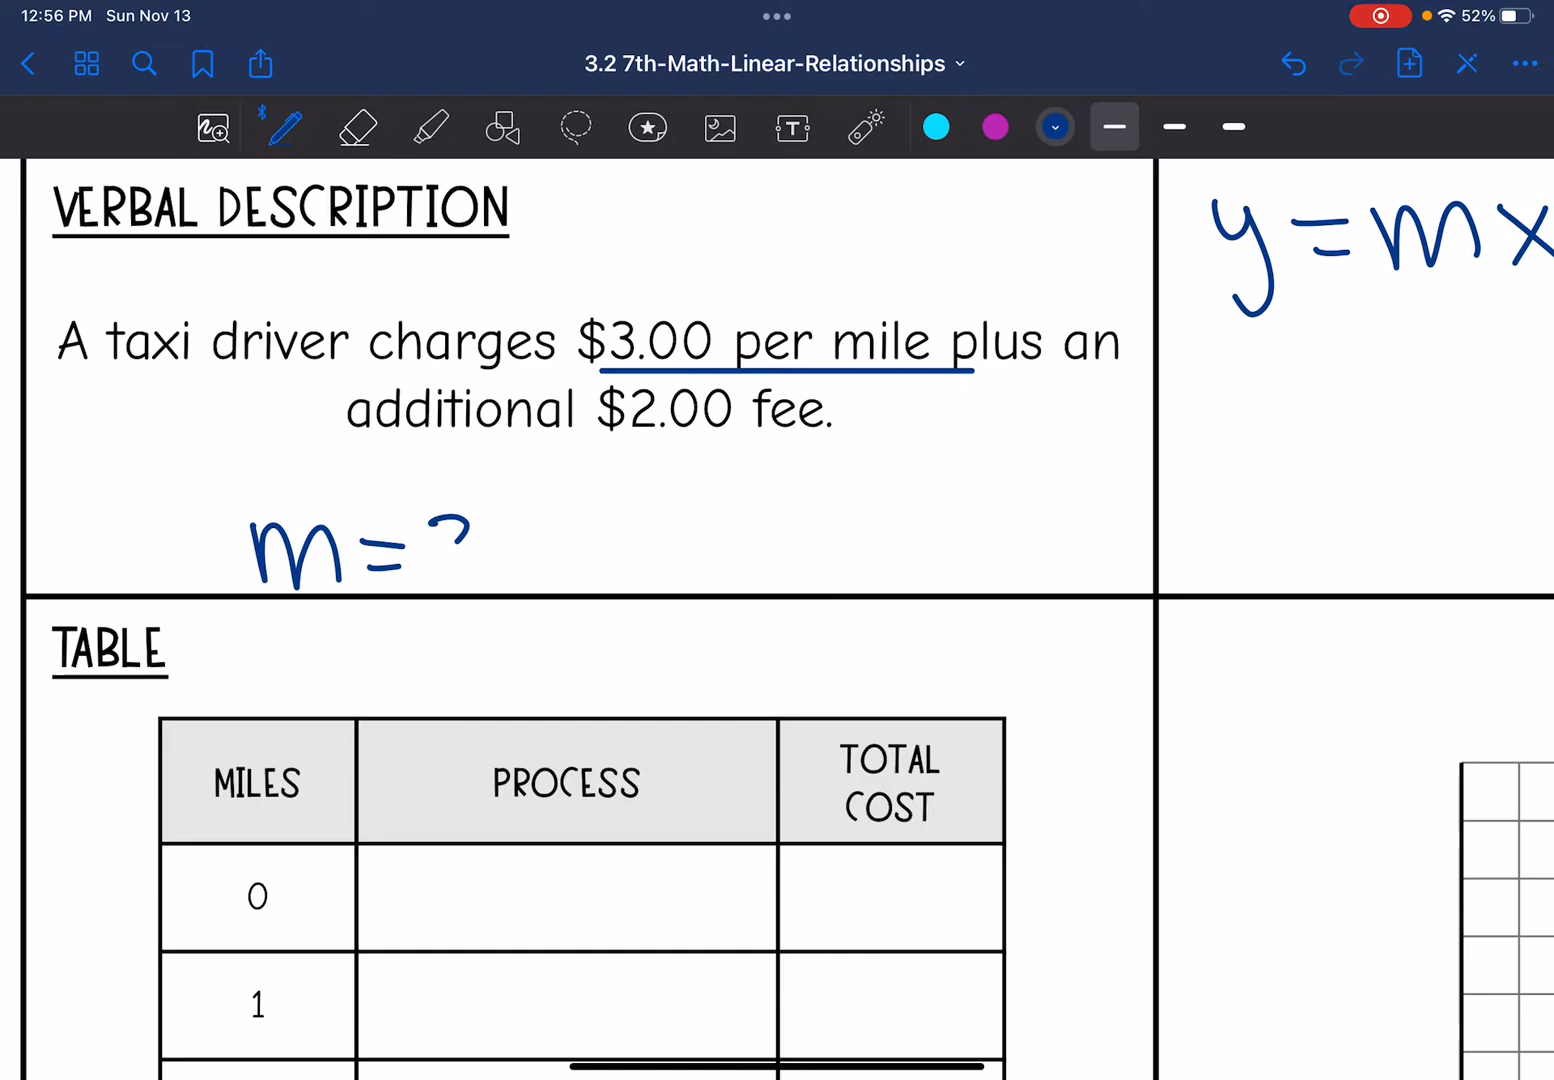 12:56 PM Sun Nov 13
52%
3.2 7th-Math-Linear-Relationships
T
VERBAL DESCRIPTION
y = mx
A taxi driver charges $3.00 per mile plus an
additional $2.00 fee.
m =
TABLE
MILES PROCESS TOTAL COST
0
1